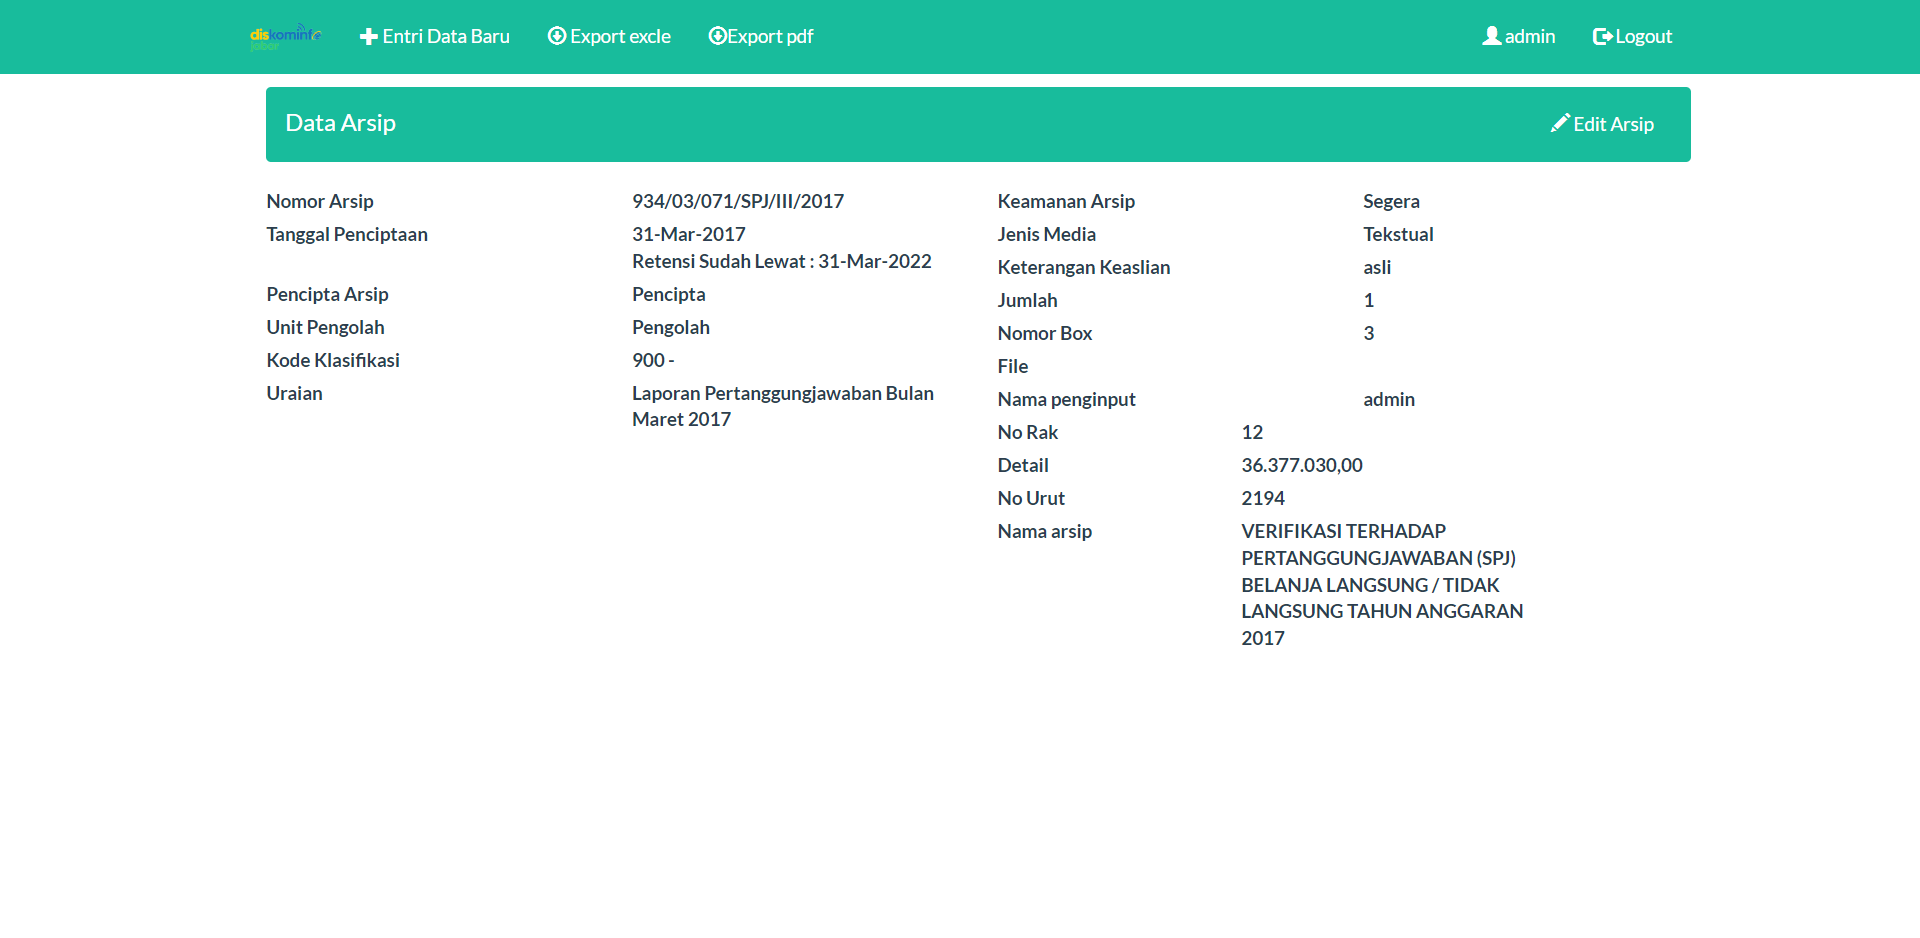 diskominfo
jabar
Entri Data Baru
Export excle
Export pdf
admin
Logout
Data Arsip
Edit Arsip
Nomor Arsip
934/03/071/SPJ/III/2017
Tanggal Penciptaan
31-Mar-2017
Retensi Sudah Lewat : 31-Mar-2022
Pencipta Arsip
Pencipta
Unit Pengolah
Pengolah
Kode Klasifikasi
900 -
Uraian
Laporan Pertanggungjawaban Bulan
Maret 2017
Keamanan Arsip
Segera
Jenis Media
Tekstual
Keterangan Keaslian
asli
Jumlah
1
Nomor Box
3
File
Nama penginput
admin
No Rak
12
Detail
36.377.030,00
No Urut
2194
Nama arsip
VERIFIKASI TERHADAP
PERTANGGUNGJAWABAN (SPJ)
BELANJA LANGSUNG / TIDAK
LANGSUNG TAHUN ANGGARAN
2017